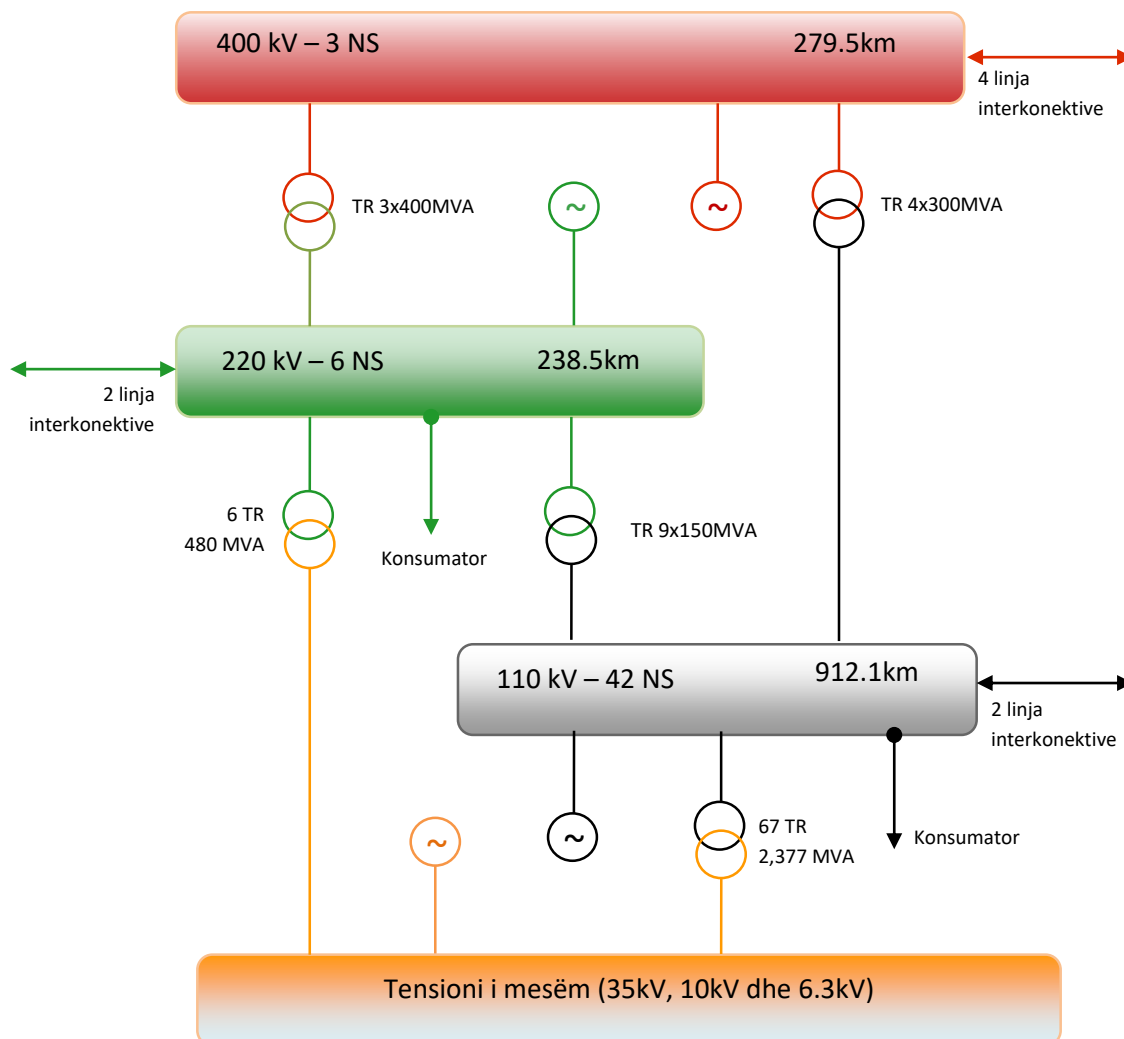 400 kV – 3 NS
279.5km
4 linja
interkonektive
TR 3x400MVA
~
~
TR 4x300MVA
220 kV – 6 NS
238.5km
2 linja
interkonektive
6 TR
480 MVA
Konsumator
TR 9x150MVA
110 kV – 42 NS
912.1km
2 linja
interkonektive
~
~
67 TR
2,377 MVA
Konsumator
Tensioni i mesëm (35kV, 10kV dhe 6.3kV)